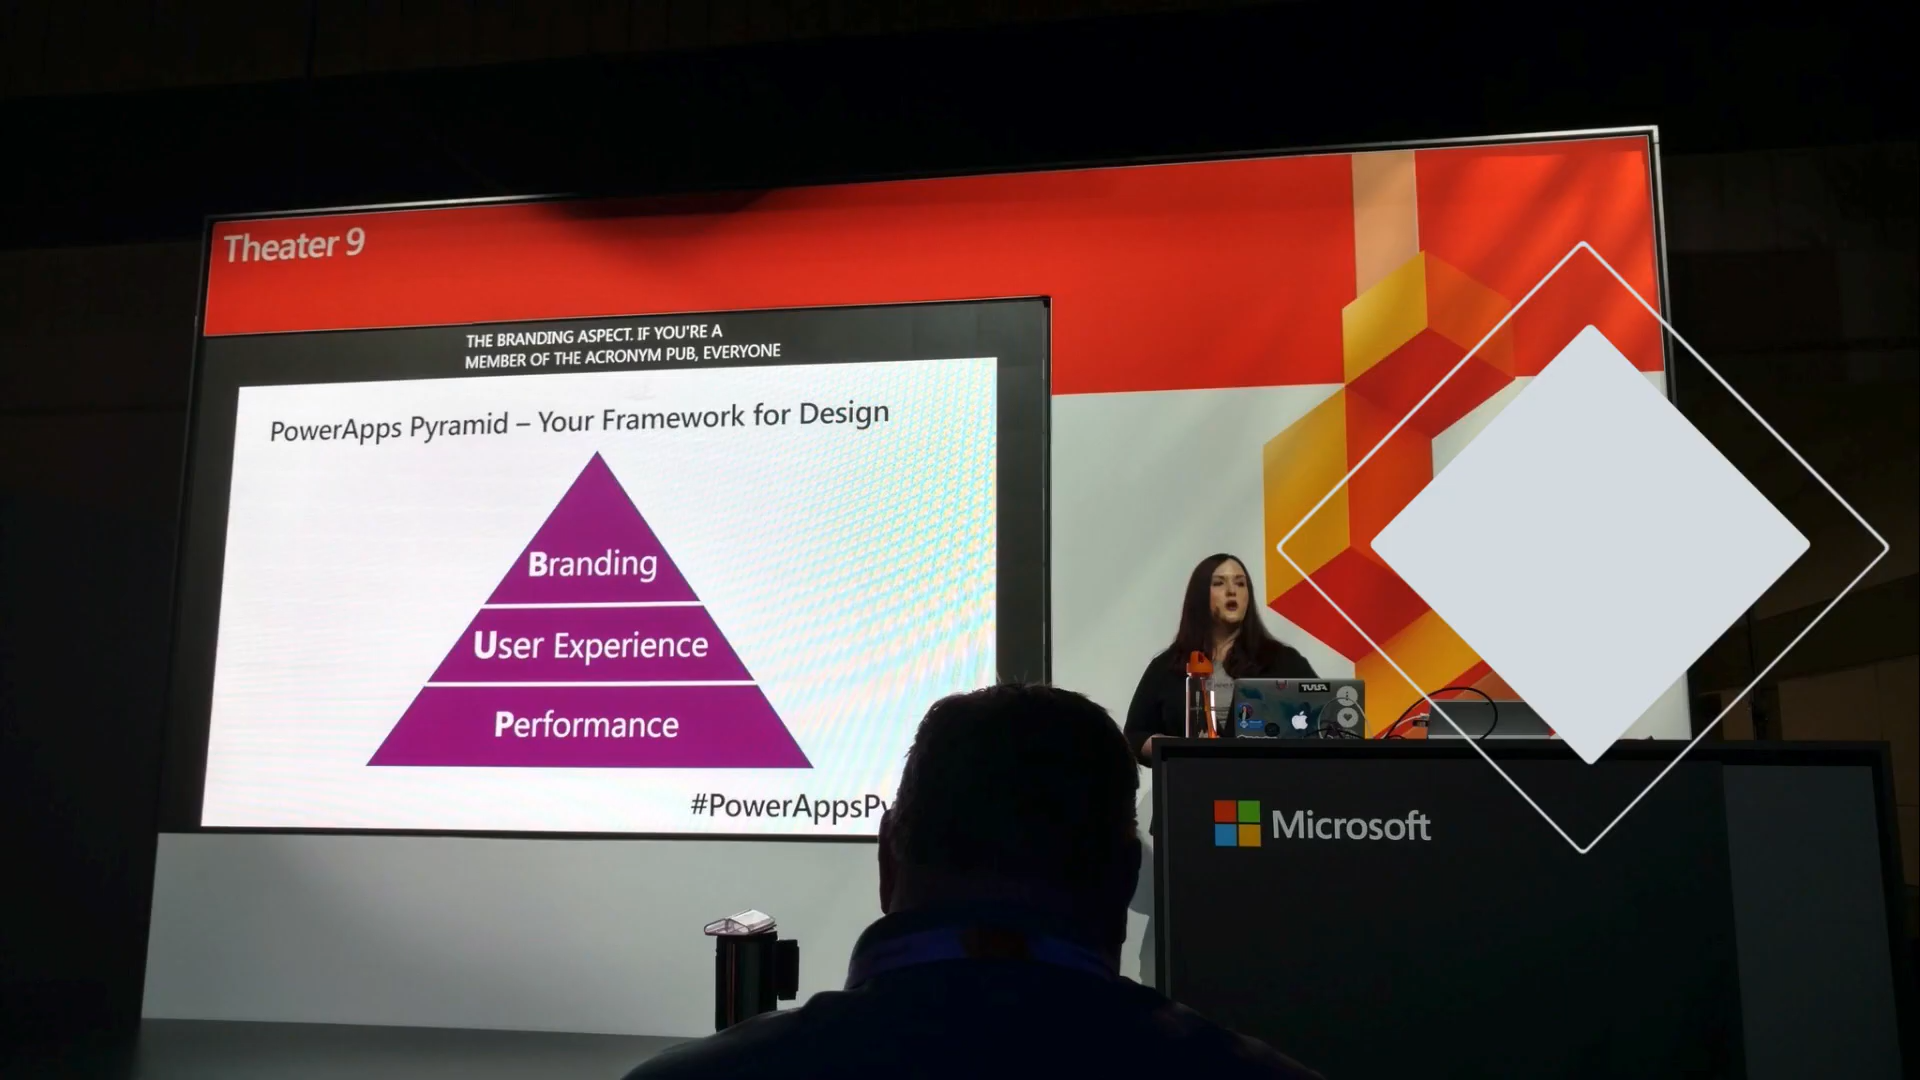 Theater 9
THE BRANDING ASPECT. IF YOU'RE A
MEMBER OF THE ACRONYM PUB, EVERYONE
PowerApps Pyramid – Your Framework for Design
Branding
User Experience
Performance
#PowerAppsPy
Microsoft